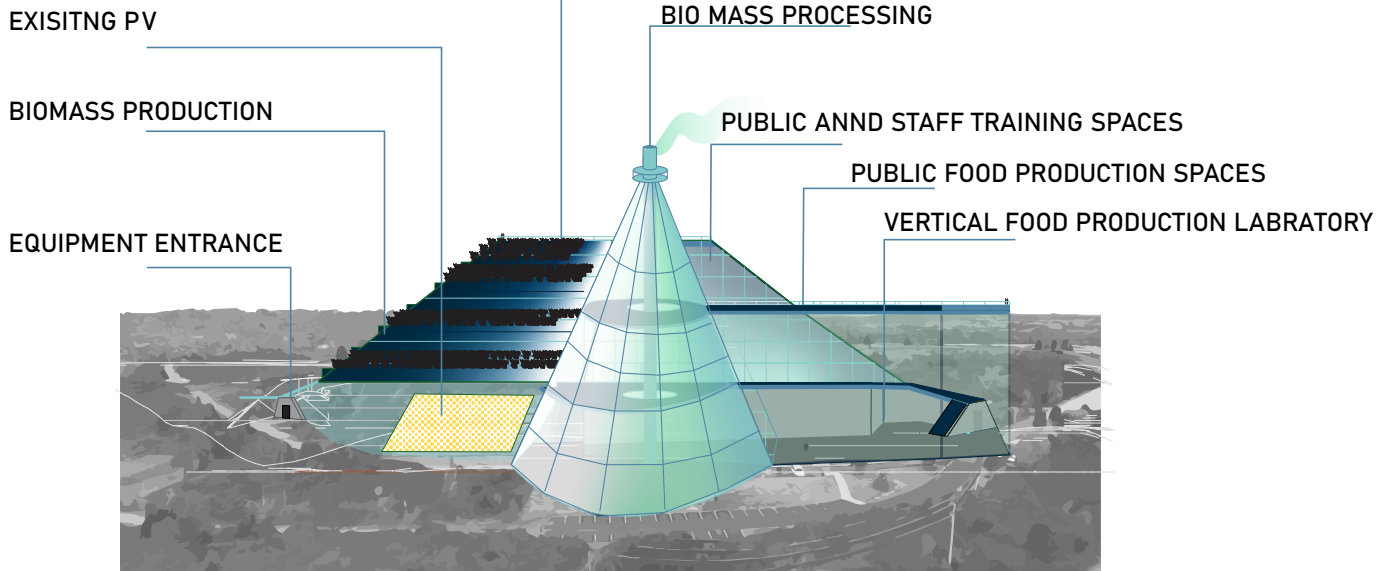 EXISITNG PV
BIO MASS PROCESSING
BIOMASS PRODUCTION
PUBLIC ANND STAFF TRAINING SPACES
PUBLIC FOOD PRODUCTION SPACES
VERTICAL FOOD PRODUCTION LABRATORY
EQUIPMENT ENTRANCE